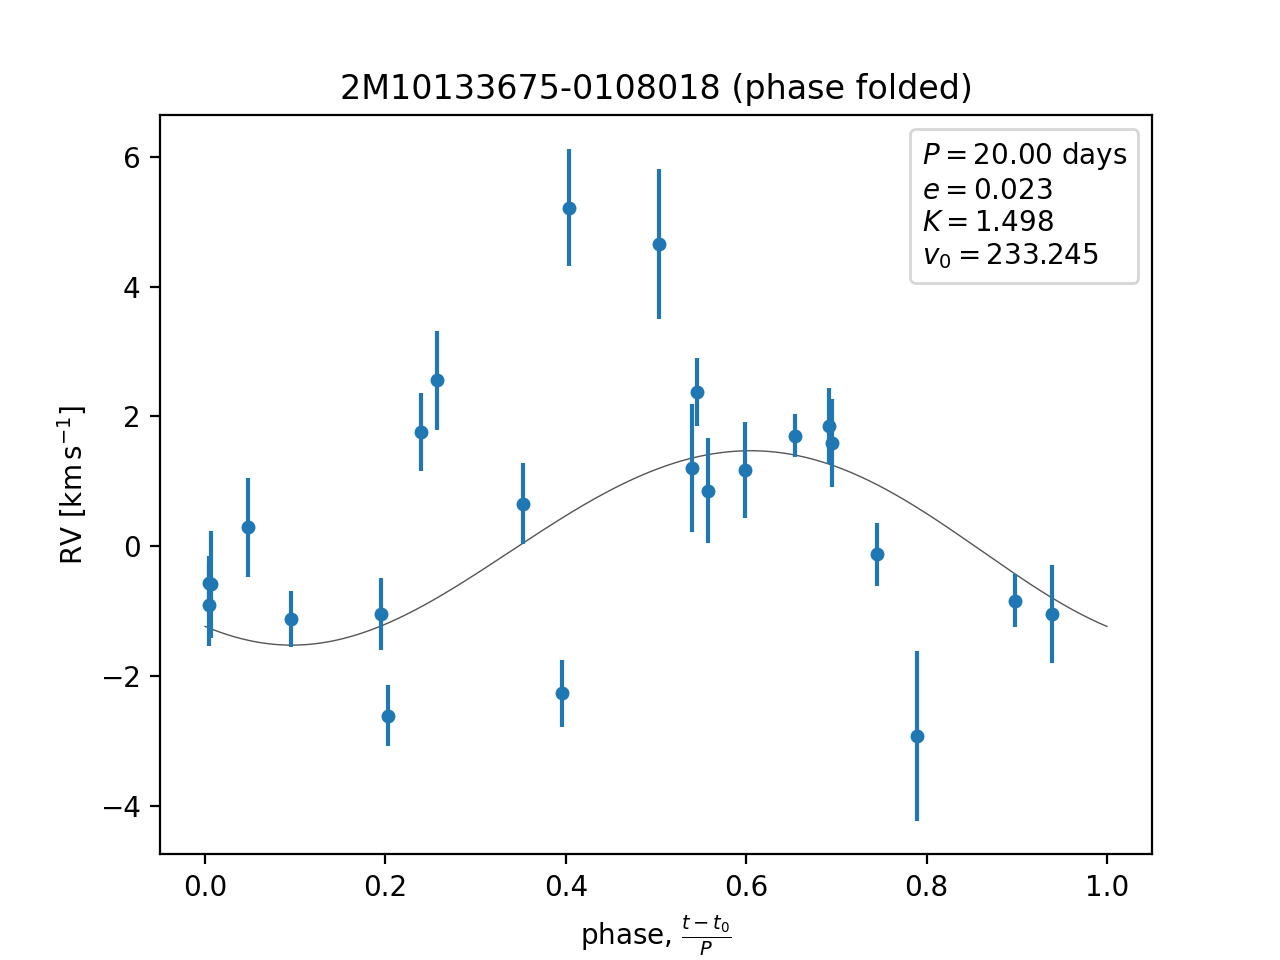 2M10133675-0108018 (phase folded)
P = 20.00 days
e = 0.023
K = 1.498
v₀ = 233.245
RV [km s⁻¹]
6
4
2
0
−2
−4
0.0 0.2 0.4 0.6 0.8 1.0
phase, (t − t₀)/P